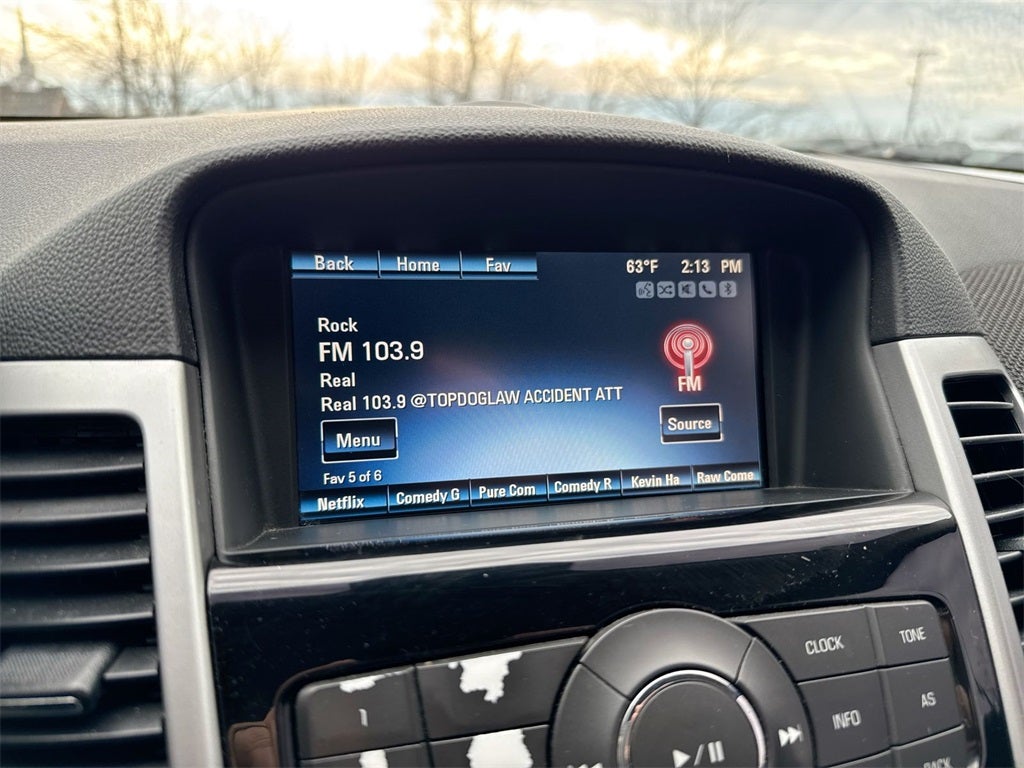 Back Home Fav 63°F 2:13 PM
Rock
FM 103.9
Real
Real 103.9 @TOPDOGLAW ACCIDENT ATT
FM
Menu Source
Fav 5 of 6
Netflix Comedy G Pure Com Comedy R Kevin Ha Raw Come
CLOCK TONE
1 INFO AS
BACK